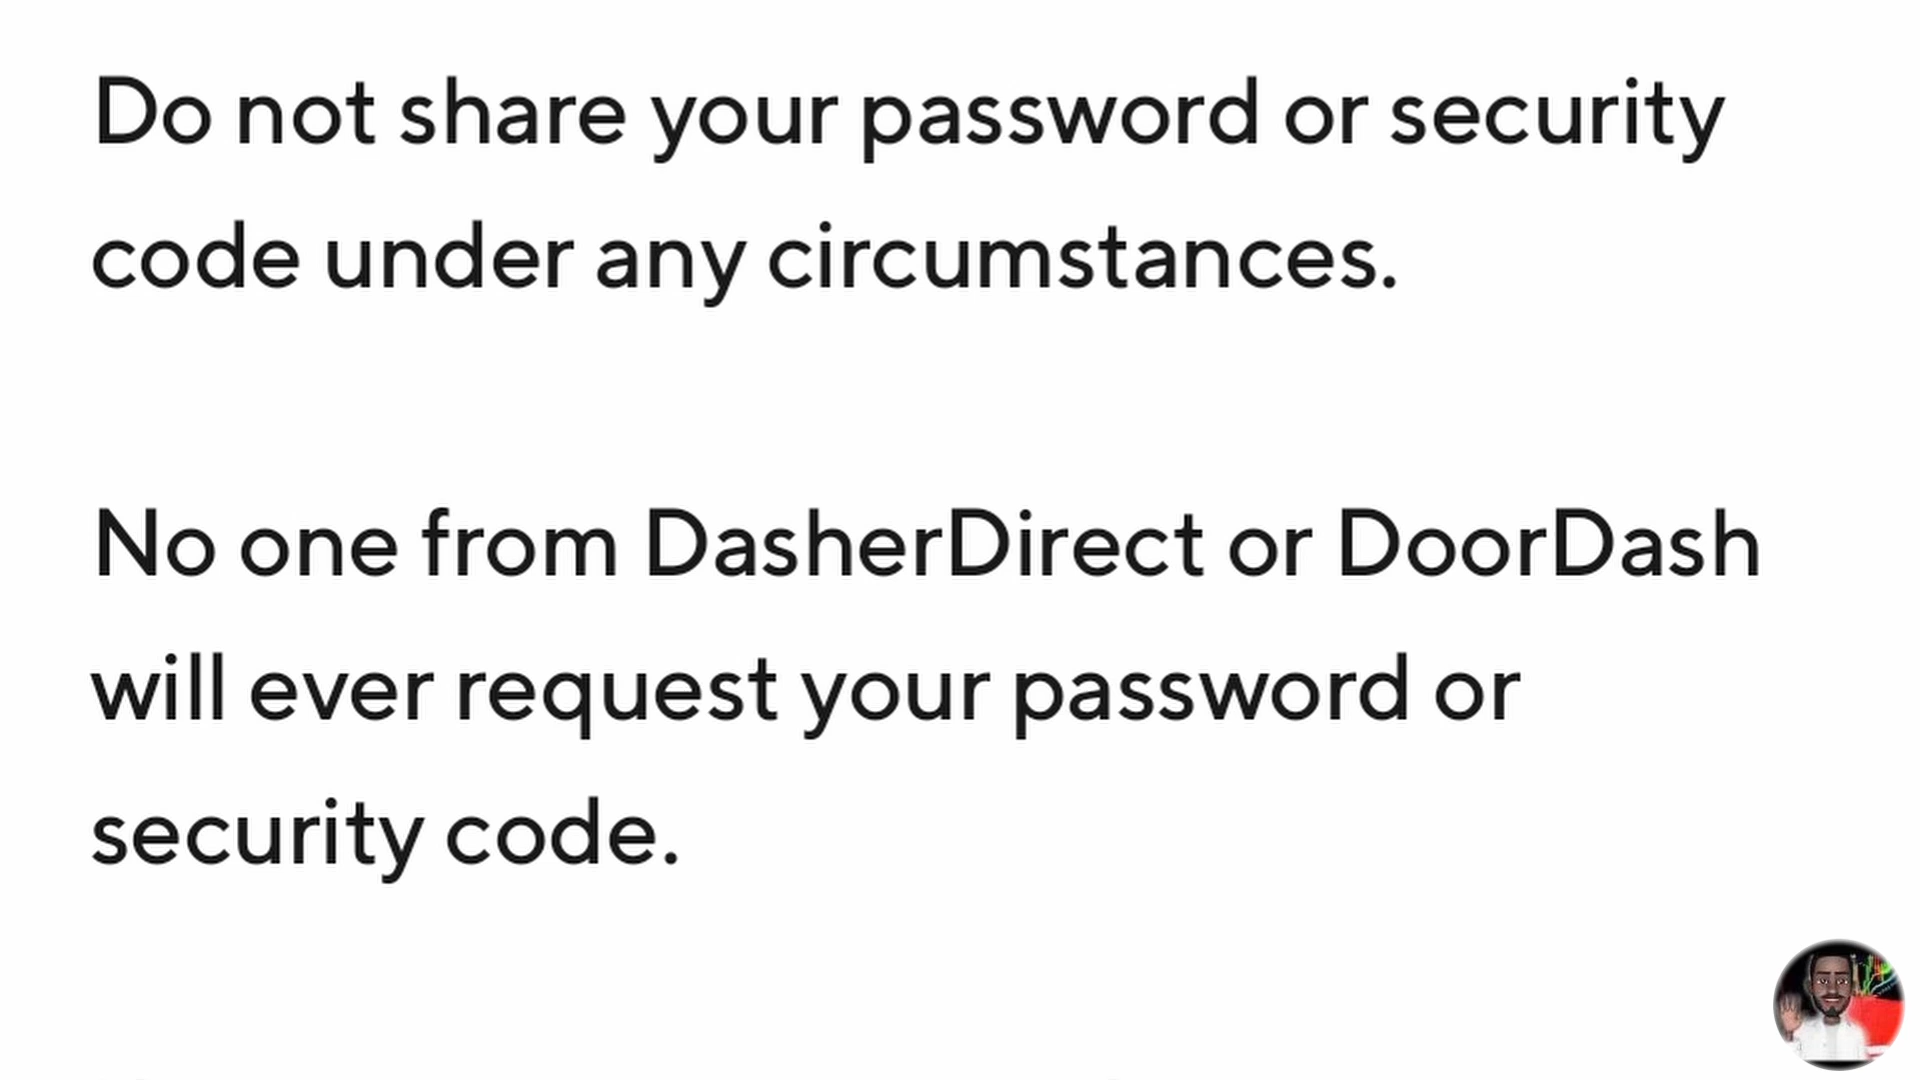 Do not share your password or security
code under any circumstances.
No one from DasherDirect or DoorDash
will ever request your password or
security code.